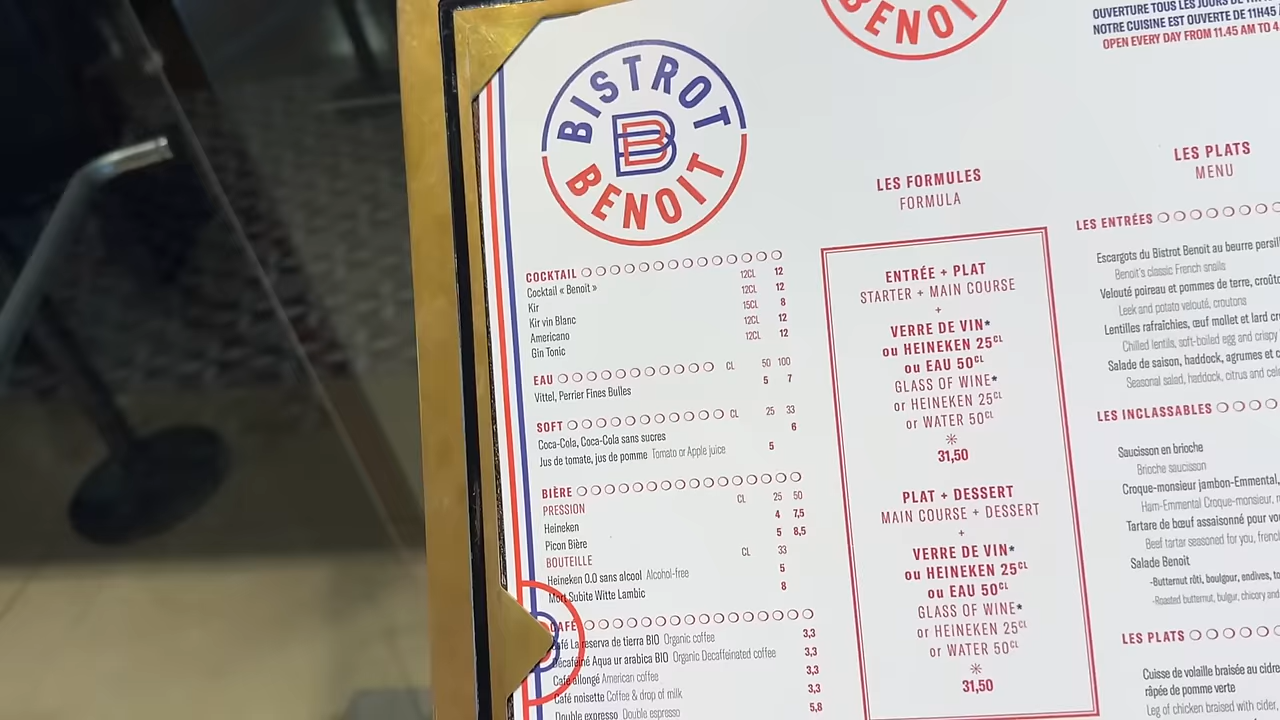 BISTROT
B
BENOIT
COCKTAIL
Cocktail « Benoit » 12CL 12
Kir 12CL 12
Kir vin Blanc 15CL 8
Americano 12CL 12
Gin Tonic 12CL 12
EAU CL 50 100
Vittel, Perrier Fines Bulles 5 7
SOFT CL 25 33
Coca-Cola, Coca-Cola sans sucres 6
Jus de tomate, jus de pomme Tomato or Apple juice 5
BIÈRE
PRESSION CL 25 50
Heineken 4 7,5
Picon Bière 5 8,5
BOUTEILLE CL 33
Heineken 0.0 sans alcool Alcohol-free 5
Mort Subite Witte Lambic 8
CAFÉ
Café La reserva de tierra BIO Organic coffee 3,3
Décaféiné Aqua ur arabica BIO Organic Decaffeinated coffee 3,3
Café allongé American coffee 3,3
Café noisette Coffee & drop of milk 3,3
Double expresso Double espresso 5,8
BENOIT
LES FORMULES
FORMULA
ENTRÉE + PLAT
STARTER + MAIN COURSE
+
VERRE DE VIN*
ou HEINEKEN 25CL
ou EAU 50CL
GLASS OF WINE*
or HEINEKEN 25CL
or WATER 50CL
31,50
PLAT + DESSERT
MAIN COURSE + DESSERT
+
VERRE DE VIN*
ou HEINEKEN 25CL
ou EAU 50CL
GLASS OF WINE*
or HEINEKEN 25CL
or WATER 50CL
31,50
OUVERTURE TOUS LES JOURS DE
NOTRE CUISINE EST OUVERTE DE 11H45
OPEN EVERY DAY FROM 11.45 AM TO
LES PLATS
MENU
LES ENTRÉES
Escargots du Bistrot Benoit au beurre
Benoit's classic French snails
Velouté poireau et pommes de terre,
Leek and potato velouté, croutons
Lentilles rafraîchies, œuf mollet et lard
Chilled lentils, soft-boiled egg and crispy
Salade de saison, haddock, agrumes et
Seasonal salad, haddock, citrus and
LES INCLASSABLES
Saucisson en brioche
Brioche saucisson
Croque-monsieur jambon-Emmental,
Ham-Emmental Croque-monsieur,
Tartare de bœuf assaisonné pour
Beef tartar seasoned for you,
Salade Benoit
-Butternut rôti, boulgour, endives,
-Roasted butternut, bulgur, chicory and
LES PLATS
Cuisse de volaille braisée au cidre
râpée de pomme verte
Leg of chicken braised with cider,